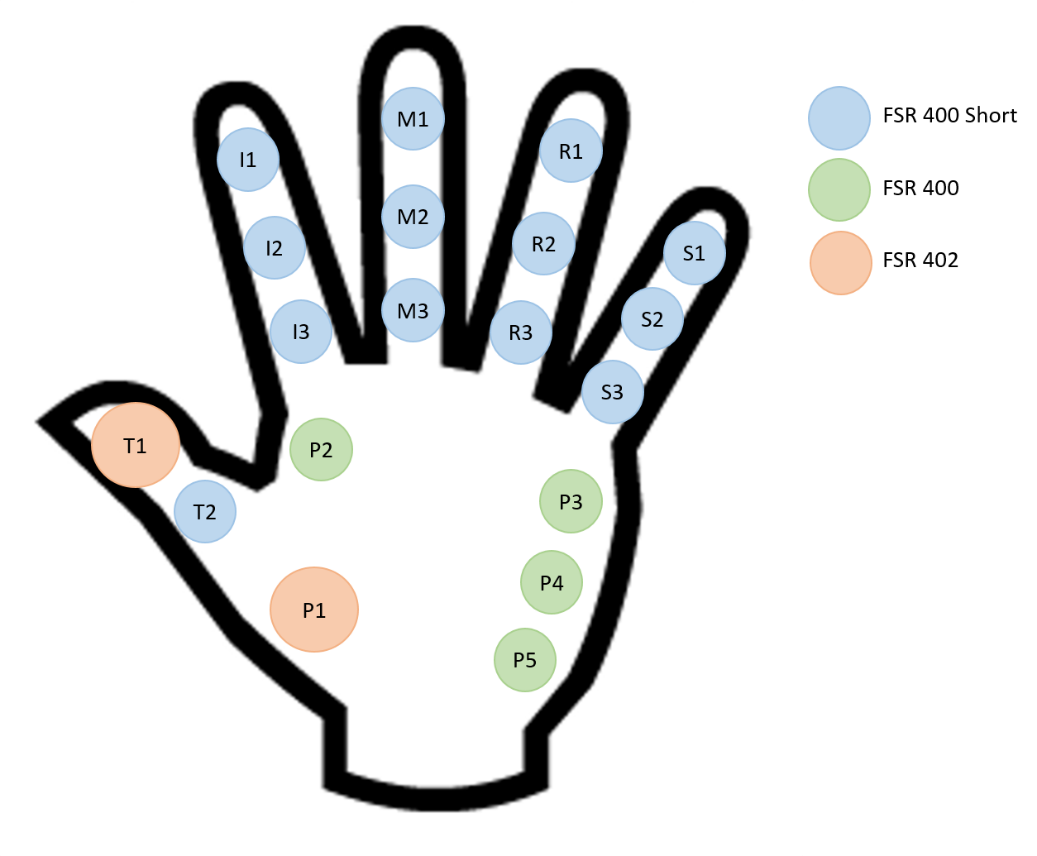 M1
I1
R1
M2
I2
R2
S1
M3
I3
R3
S2
S3
T1
P2
T2
P3
P4
P1
P5
FSR 400 Short
FSR 400
FSR 402